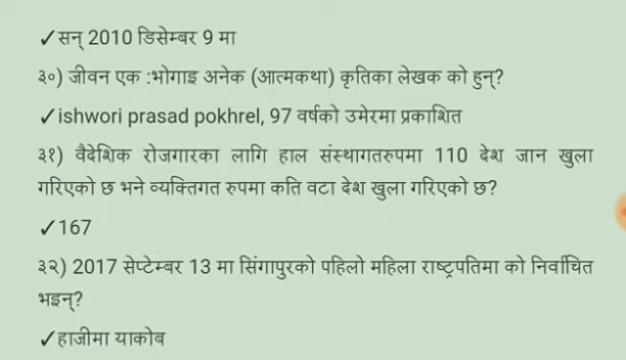 ✓सन् 2010 डिसेम्बर 9 मा
३०) जीवन एक :भोगाइ अनेक (आत्मकथा) कृतिका लेखक को हुन्?
✓ishwori prasad pokhrel, 97 वर्षको उमेरमा प्रकाशित
३१) वैदेशिक रोजगारका लागि हाल संस्थागतरुपमा 110 देश जान खुला
गरिएको छ भने व्यक्तिगत रुपमा कति वटा देश खुला गरिएको छ?
✓167
३२) 2017 सेप्टेम्बर 13 मा सिंगापुरको पहिलो महिला राष्ट्रपतिमा को निर्वाचित
भइन्?
✓हाजीमा याकोब